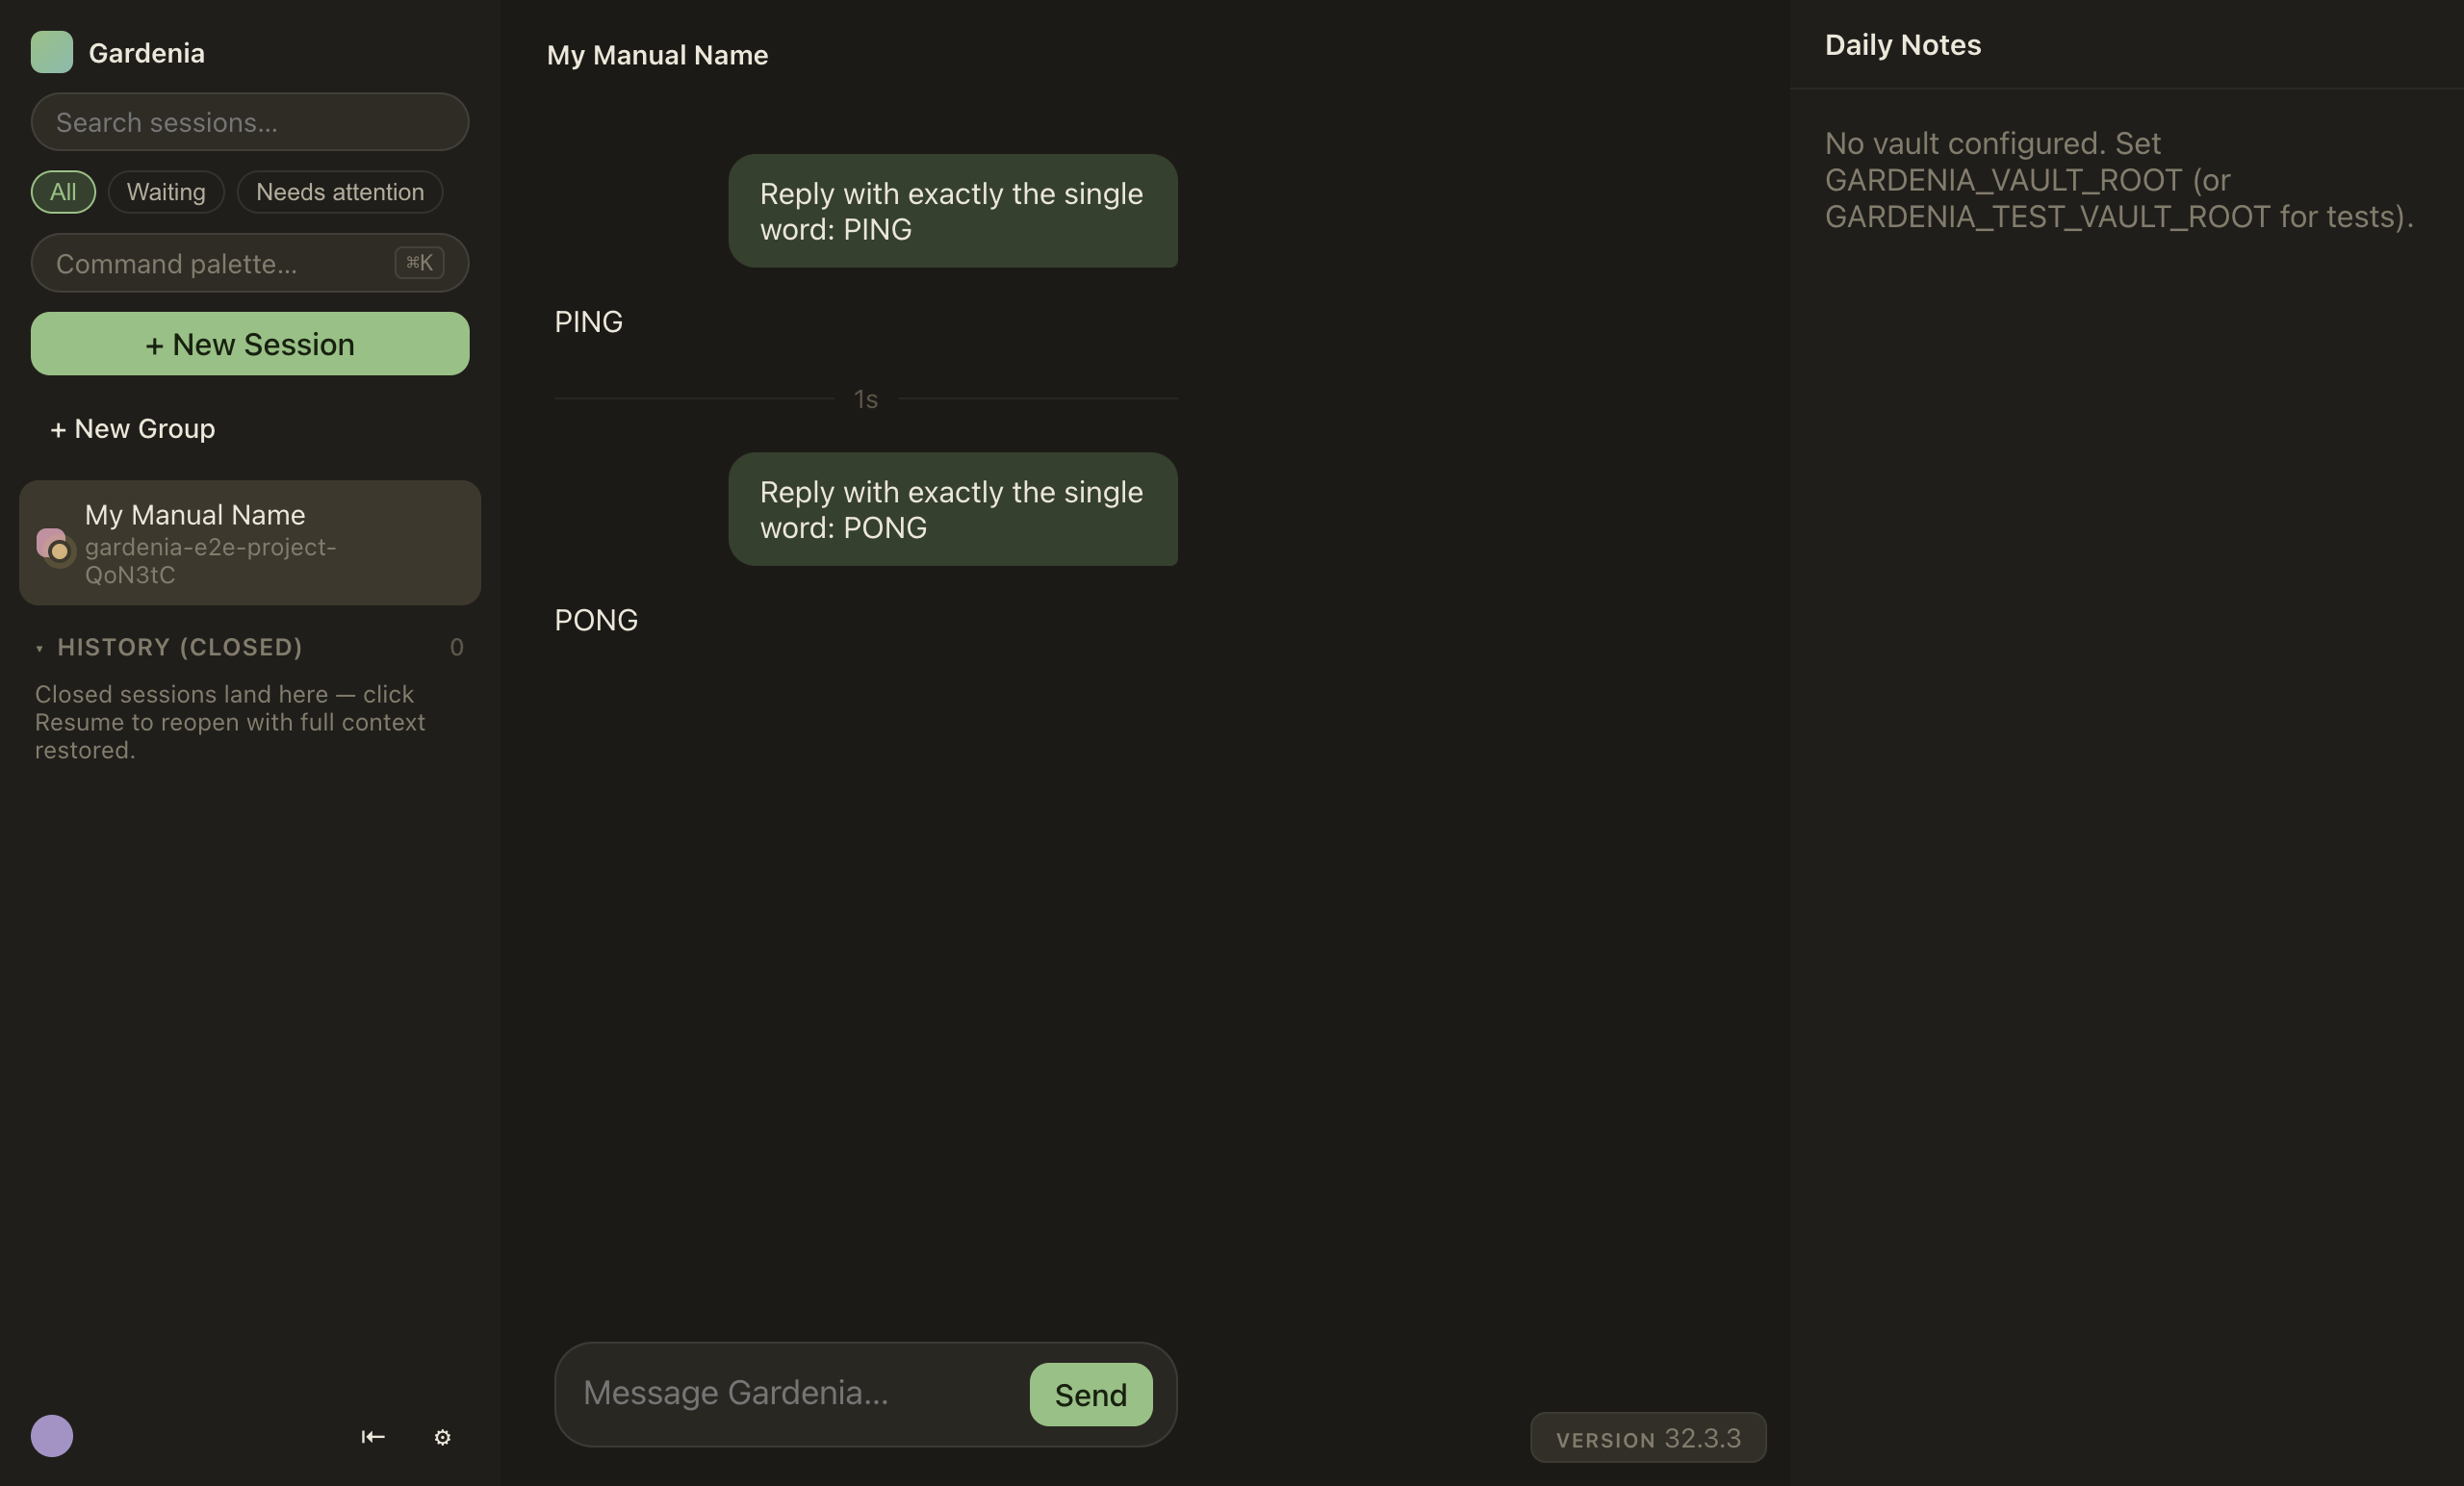 Gardenia
Search sessions...
All
Waiting
Needs attention
Command palette...
⌘K
+ New Session
+ New Group
My Manual Name
gardenia-e2e-project-
QoN3tC
HISTORY (CLOSED)
0
Closed sessions land here — click
Resume to reopen with full context
restored.
My Manual Name
Reply with exactly the single
word: PING
PING
1s
Reply with exactly the single
word: PONG
PONG
Message Gardenia...
Send
VERSION 32.3.3
Daily Notes
No vault configured. Set
GARDENIA_VAULT_ROOT (or
GARDENIA_TEST_VAULT_ROOT for tests).